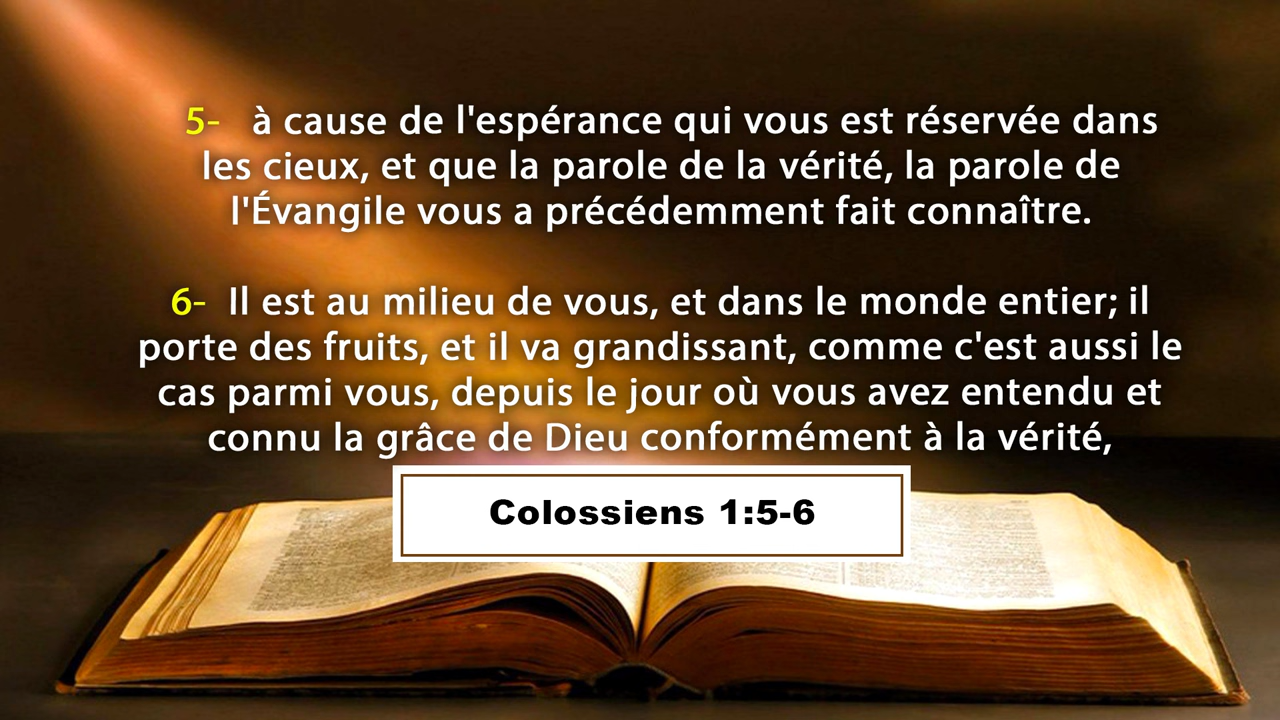 5- à cause de l'espérance qui vous est réservée dans
les cieux, et que la parole de la vérité, la parole de
l'Évangile vous a précédemment fait connaître.
6- Il est au milieu de vous, et dans le monde entier; il
porte des fruits, et il va grandissant, comme c'est aussi le
cas parmi vous, depuis le jour où vous avez entendu et
connu la grâce de Dieu conformément à la vérité,
Colossiens 1:5-6